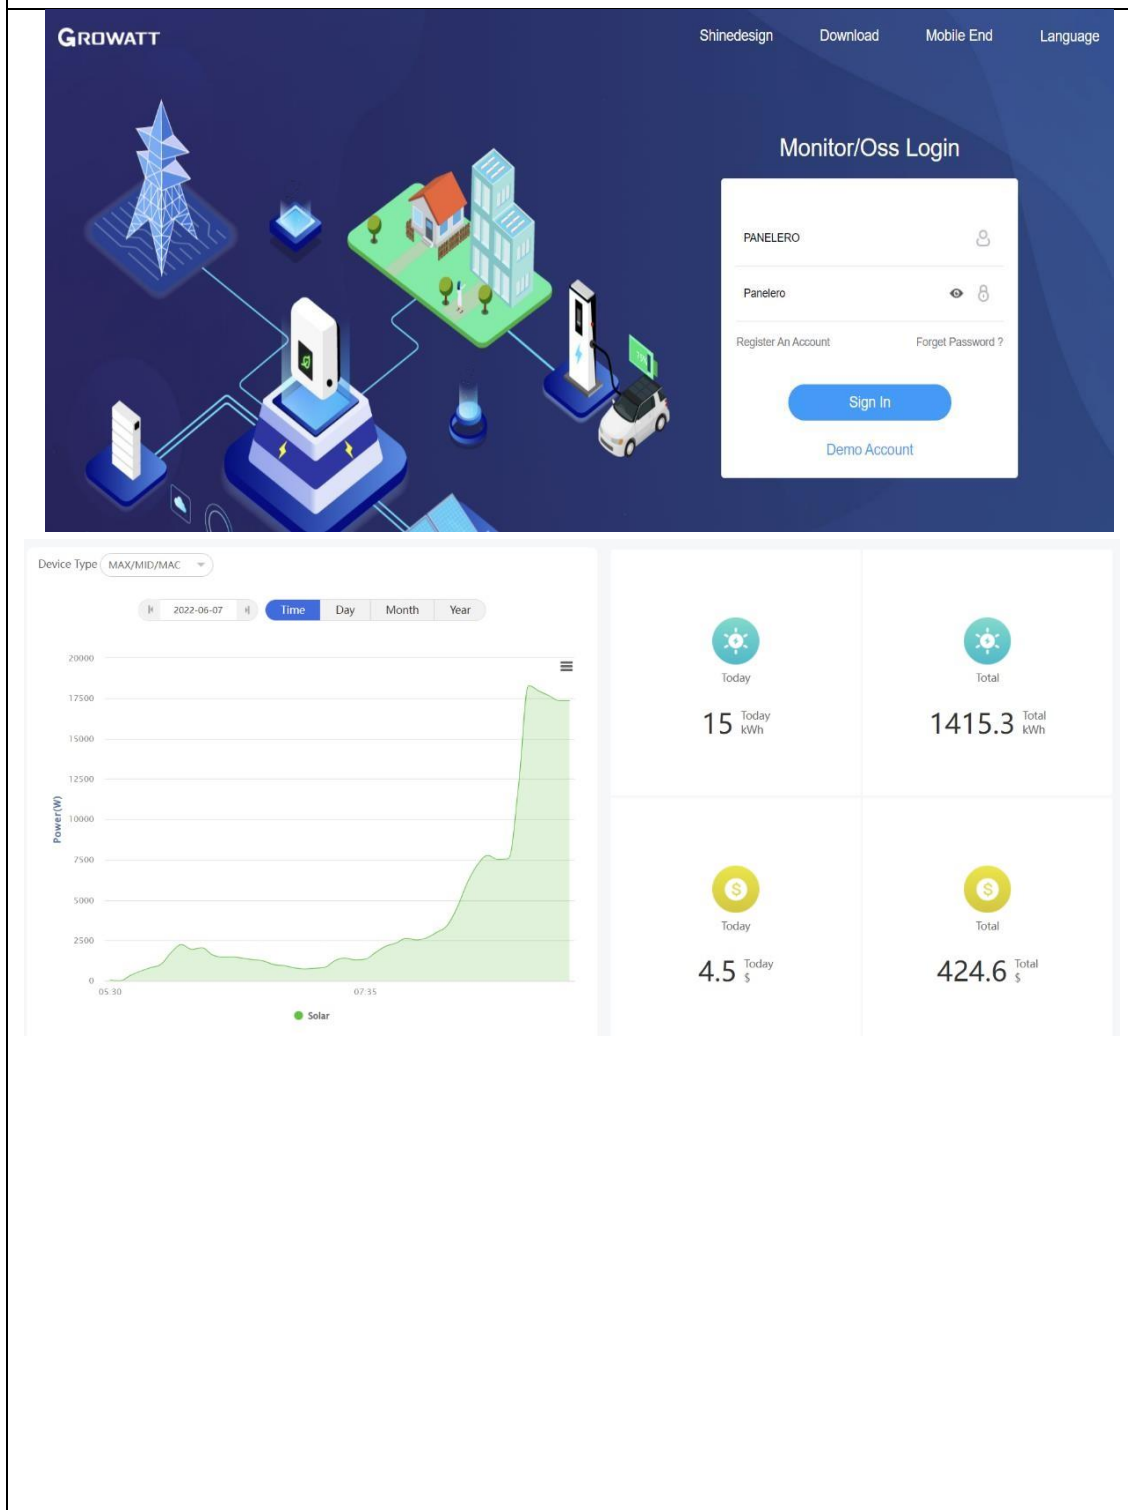 GROWATT
Shinedesign Download Mobile End Language
Monitor/Oss Login
PANELERO
Panelero
Register An Account Forget Password ?
Sign In
Demo Account
Device Type MAX/MID/MAC
2022-06-07 Time Day Month Year
Power(W)
20000
17500
15000
12500
10000
7500
5000
2500
0
05:30 07:35
Solar
Today
15 Today kWh
Total
1415.3 Total kWh
Today
4.5 Today $
Total
424.6 Total $